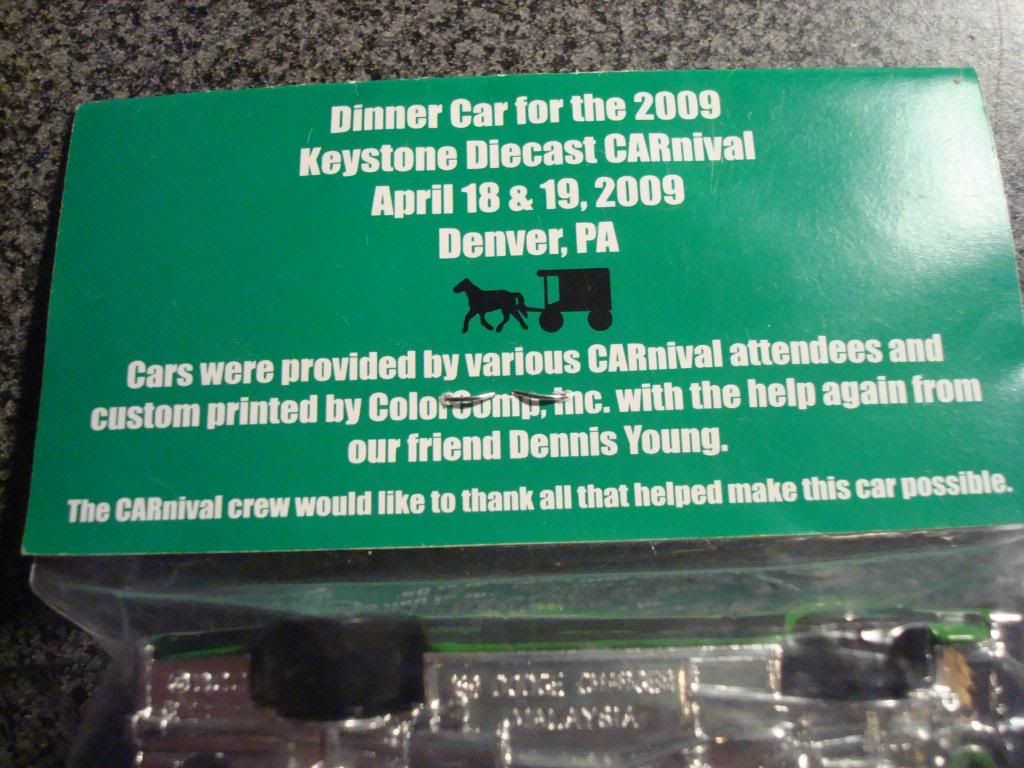 Dinner Car for the 2009
Keystone Diecast CARnival
April 18 & 19, 2009
Denver, PA
Cars were provided by various CARnival attendees and
custom printed by ColorComp, Inc. with the help again from
our friend Dennis Young.
The CARnival crew would like to thank all that helped make this car possible.
DODGE CHARGER
MALAYSIA